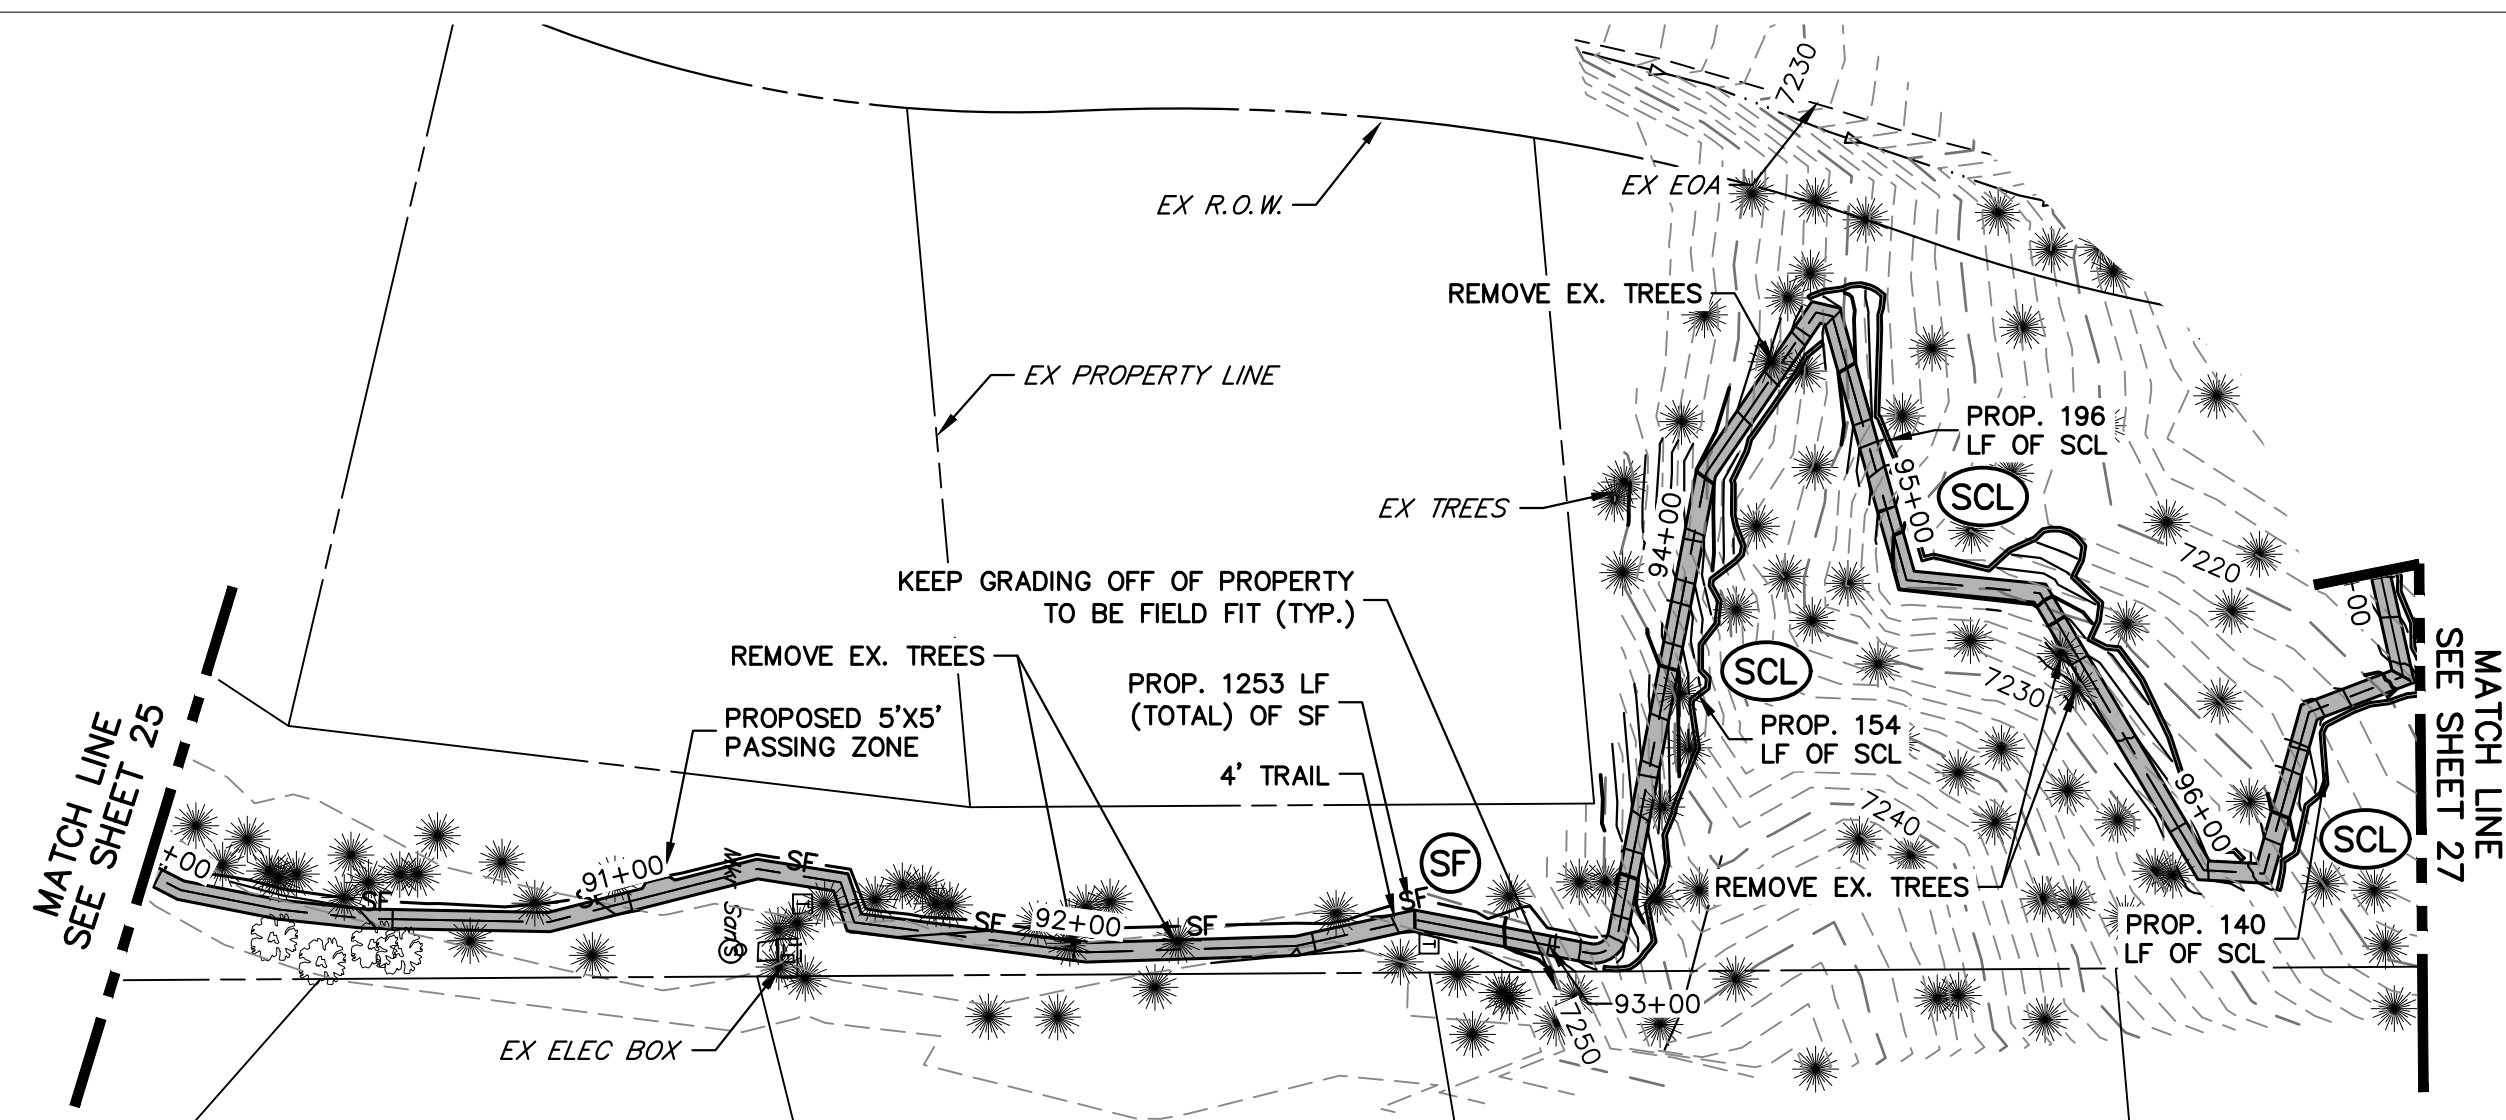 7230
EX R.O.W.
EX EOA
REMOVE EX. TREES
EX PROPERTY LINE
PROP. 196
LF OF SCL
95+00
SCL
EX TREES
94+00
7220
KEEP GRADING OFF OF PROPERTY
TO BE FIELD FIT (TYP.)
+00
REMOVE EX. TREES
PROP. 1253 LF
(TOTAL) OF SF
SCL
7230
MATCH LINE
SEE SHEET 27
MATCH LINE
SEE SHEET 25
PROPOSED 5'X5'
PASSING ZONE
PROP. 154
LF OF SCL
4' TRAIL
7240
96+00
SCL
+00
SF
91+00
SF
SF
SF
92+00
SF
SF
SF
REMOVE EX. TREES
PROP. 140
LF OF SCL
S
T
T
93+00
7250
EX ELEC BOX